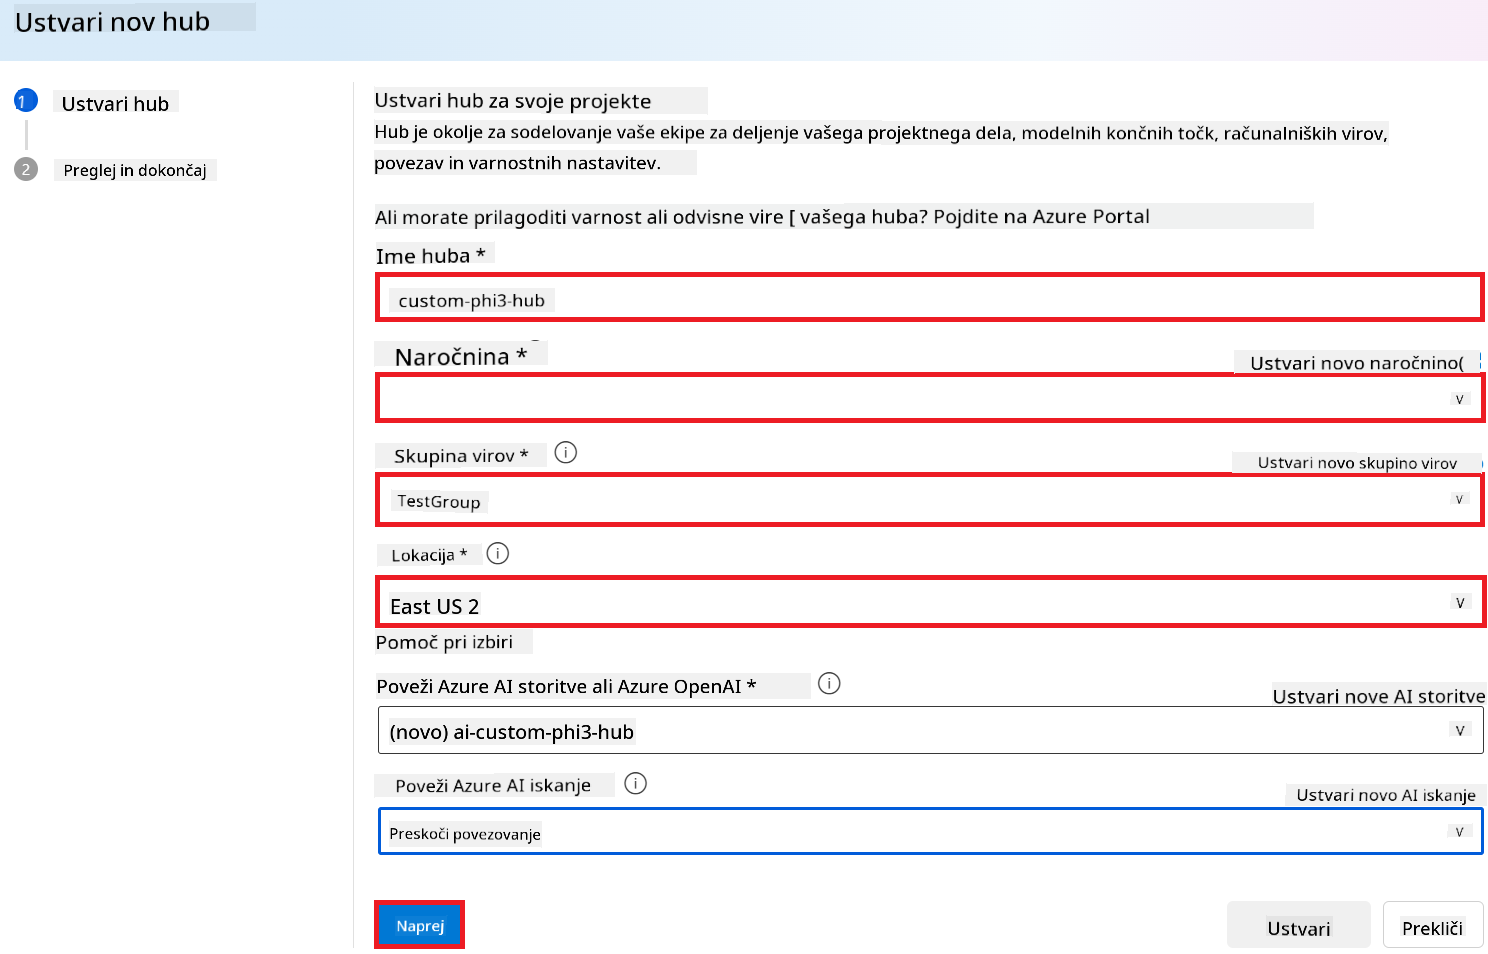 Ustvari nov hub
1
Ustvari hub
2
Preglej in dokončaj
Ustvari hub za svoje projekte
Hub je okolje za sodelovanje vaše ekipe za deljenje vašega projektnega dela, modelnih končnih točk, računalniških virov,
povezav in varnostnih nastavitev.
Ali morate prilagoditi varnost ali odvisne vire [ vašega huba? Pojdite na Azure Portal
Ime huba *
custom-phi3-hub
Naročnina *
Ustvari novo naročnino(
v
Skupina virov * i
Ustvari novo skupino virov
TestGroup v
Lokacija * i
East US 2 v
Pomoč pri izbiri
Poveži Azure AI storitve ali Azure OpenAI * i
Ustvari nove AI storitve
(novo) ai-custom-phi3-hub v
Poveži Azure AI iskanje i
Ustvari novo AI iskanje
Preskoči povezovanje v
Naprej
Ustvari
Prekliči